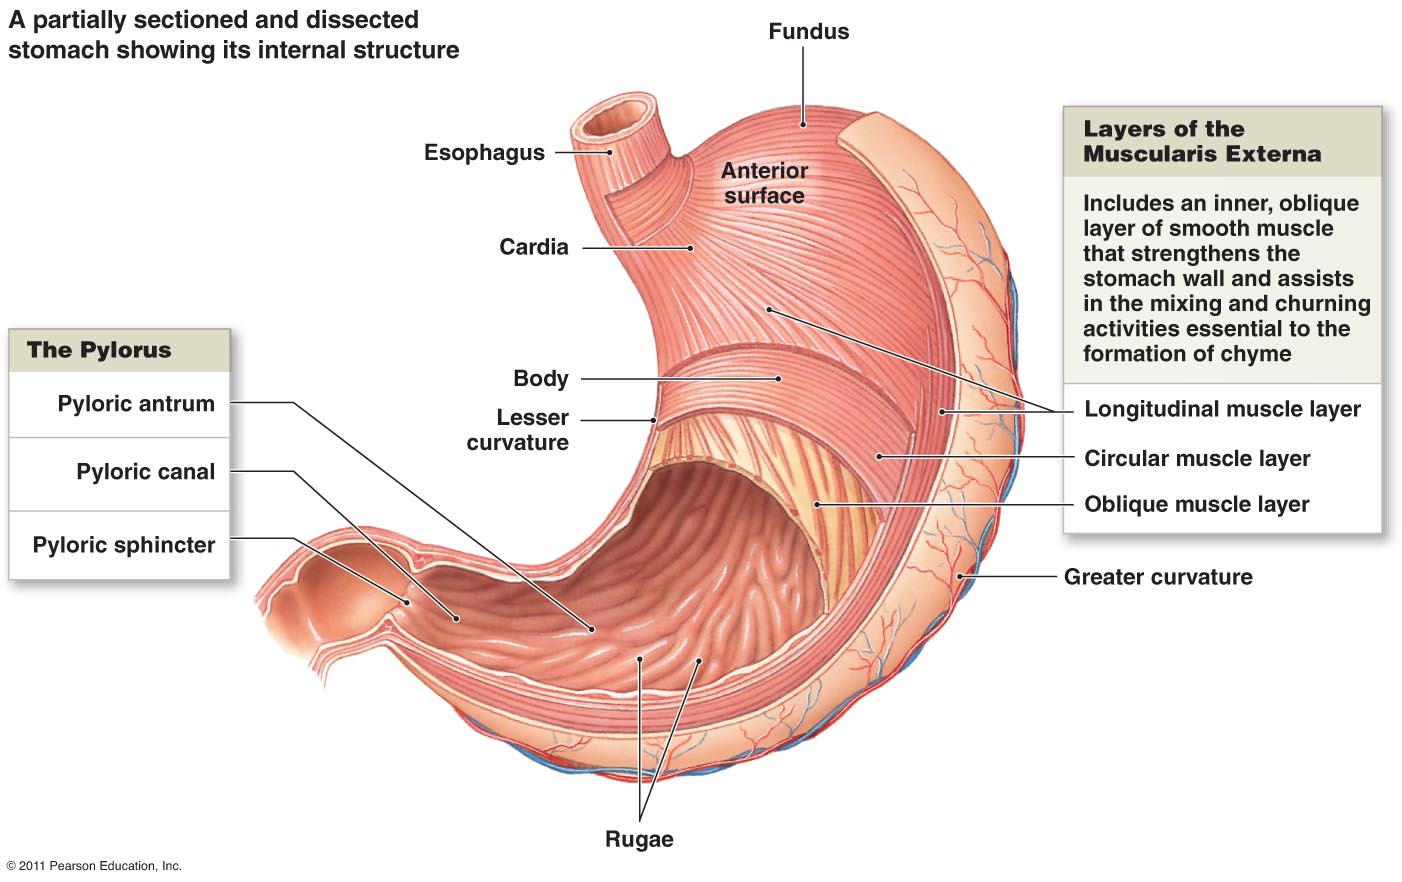 A partially sectioned and dissected
stomach showing its internal structure
Fundus
Esophagus
Anterior
surface
Cardia
Body
Lesser
curvature
The Pylorus
Pyloric antrum
Pyloric canal
Pyloric sphincter
Layers of the
Muscularis Externa
Includes an inner, oblique
layer of smooth muscle
that strengthens the
stomach wall and assists
in the mixing and churning
activities essential to the
formation of chyme
Longitudinal muscle layer
Circular muscle layer
Oblique muscle layer
Greater curvature
Rugae
© 2011 Pearson Education, Inc.